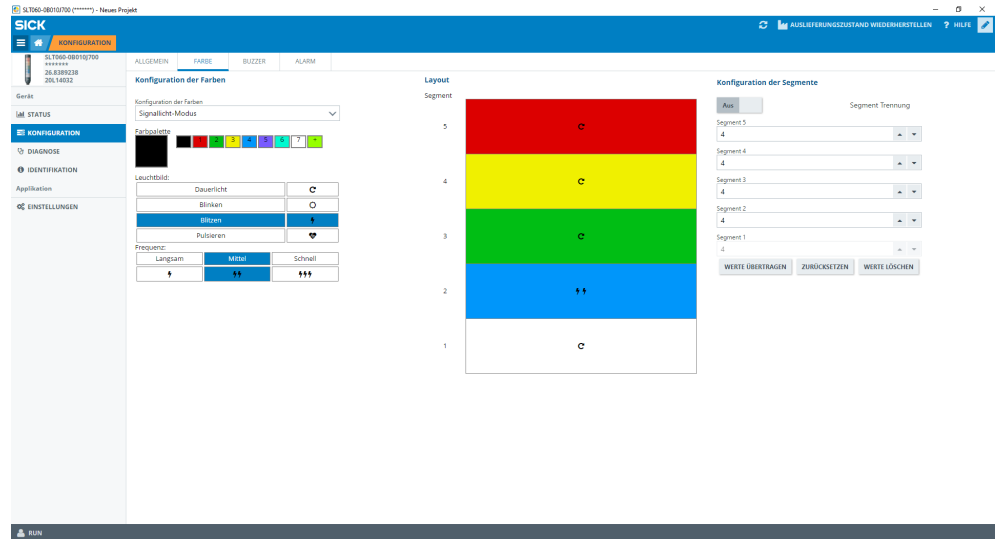 SLT060-0B010J700 (*******) - Neues Projekt
SICK
AUSLIEFERUNGSZUSTAND WIEDERHERSTELLEN
? HILFE
KONFIGURATION
SLT060-0B010J700
*******
26.8389238
20L14032
Gerät
STATUS
KONFIGURATION
DIAGNOSE
IDENTIFIKATION
Applikation
EINSTELLUNGEN
ALLGEMEIN FARBE BUZZER ALARM
Konfiguration der Farben
Konfiguration der Farben
Signallicht-Modus
Farbpalette
1 2 3 4 5 6 7 +
Leuchtbild:
Dauerlicht
Blinken
Blitzen
Pulsieren
Frequenz:
Langsam Mittel Schnell
Layout
Segment
5
4
3
2
1
Konfiguration der Segmente
Aus Segment Trennung
Segment 5
4
Segment 4
4
Segment 3
4
Segment 2
4
Segment 1
4
WERTE ÜBERTRAGEN ZURÜCKSETZEN WERTE LÖSCHEN
RUN